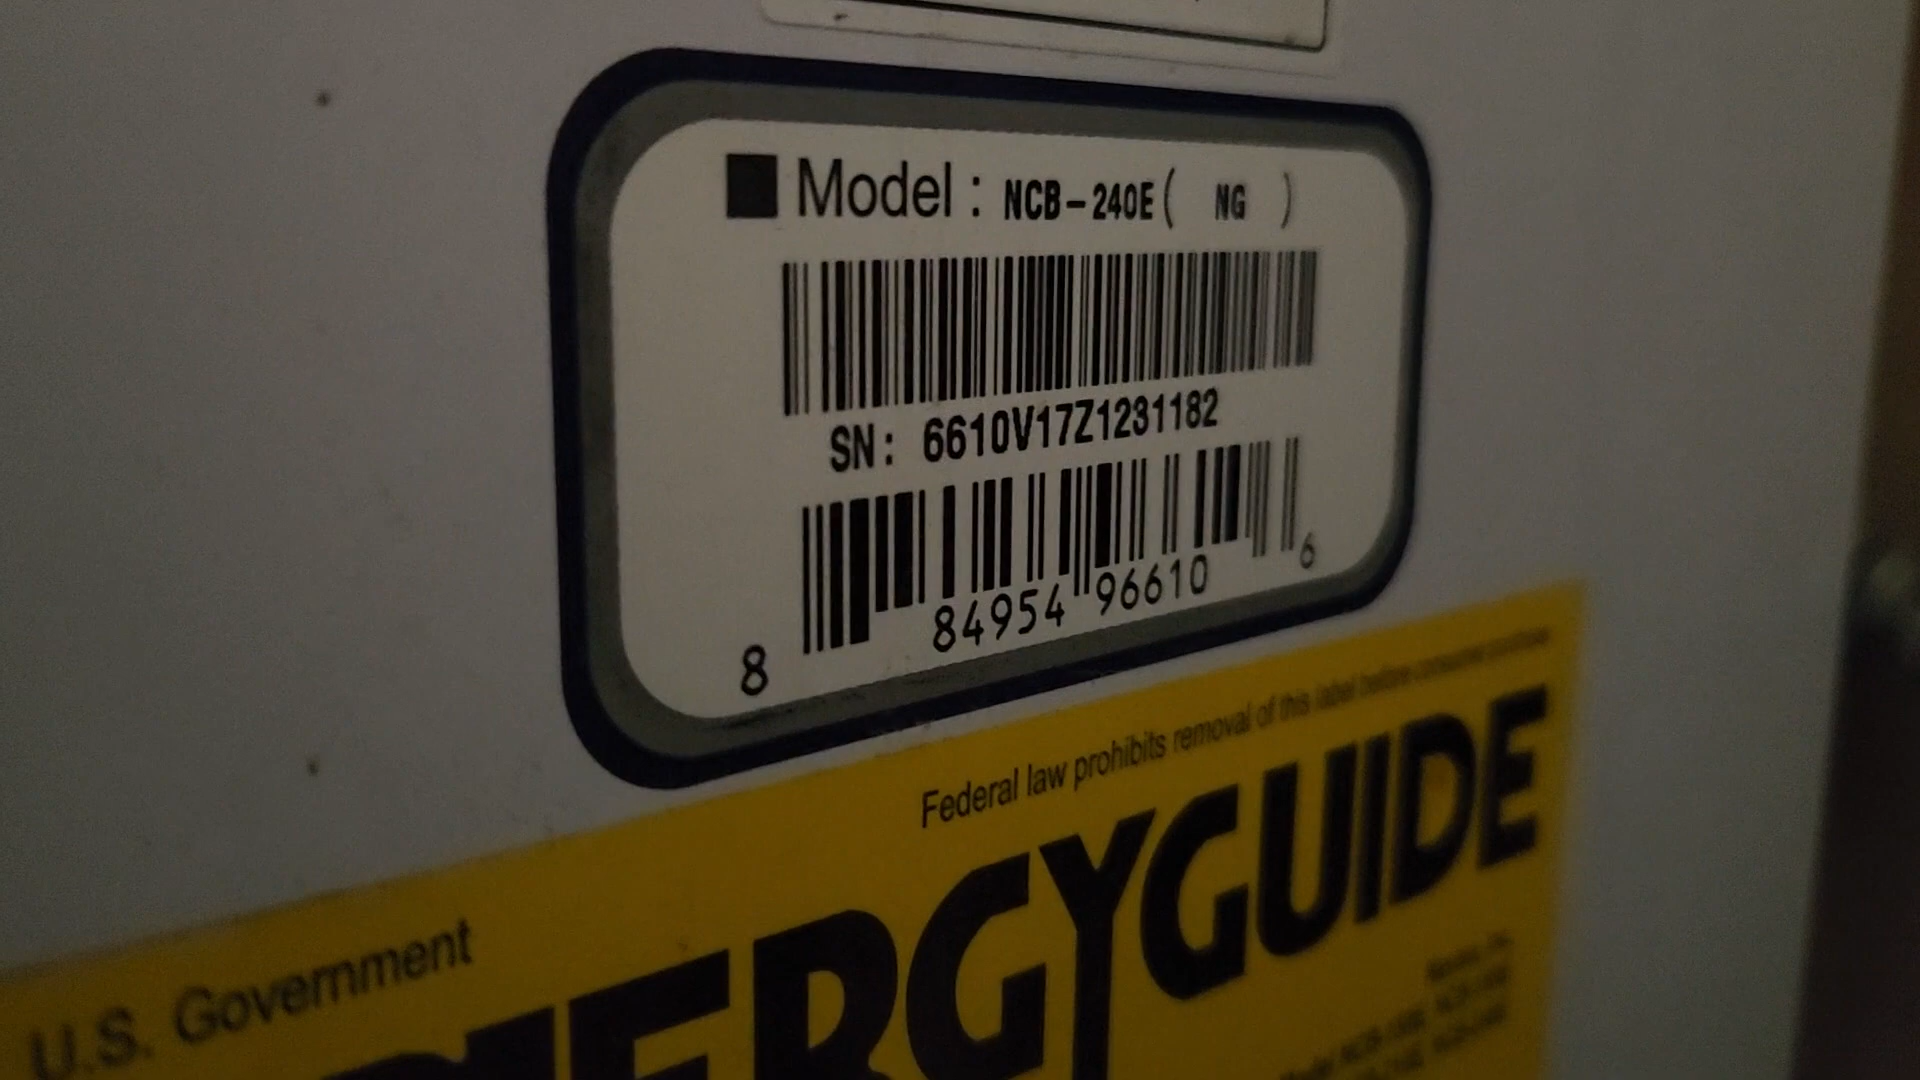 ■ Model : NCB-240E( NG )
SN: 6610V17Z1231182
8 84954 96610 6
Federal law prohibits removal of this label before consumer purchase
U.S. Government
ENERGYGUIDE